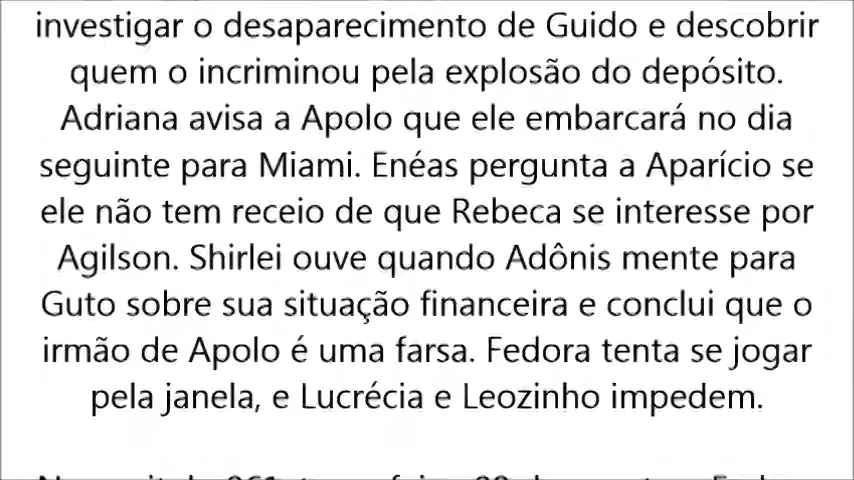 investigar o desaparecimento de Guido e descobrir
quem o incriminou pela explosão do depósito.
Adriana avisa a Apolo que ele embarcará no dia
seguinte para Miami. Enéas pergunta a Aparício se
ele não tem receio de que Rebeca se interesse por
Agilson. Shirlei ouve quando Adônis mente para
Guto sobre sua situação financeira e conclui que o
irmão de Apolo é uma farsa. Fedora tenta se jogar
pela janela, e Lucrécia e Leozinho impedem.